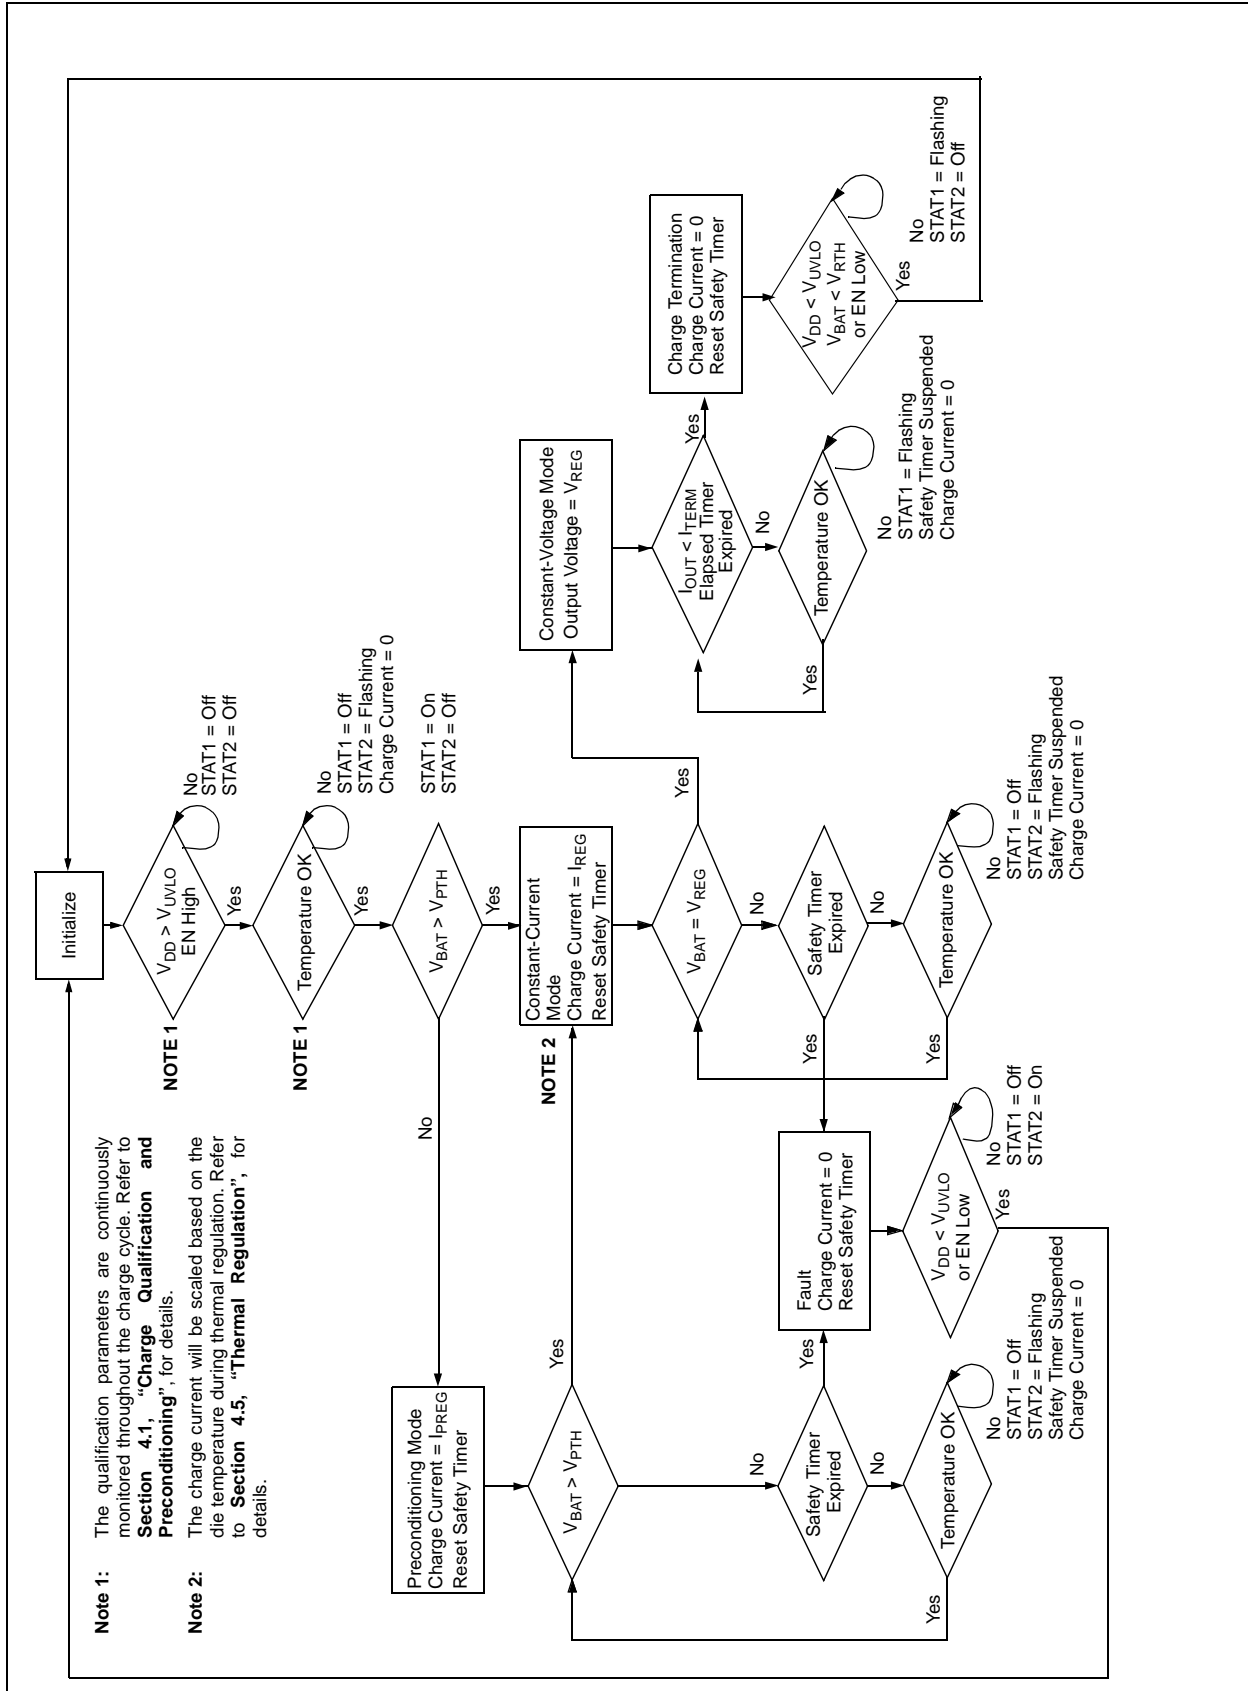 Initialize
VDD > VUVLO
EN High
Yes
No
STAT1 = Off
STAT2 = Off
NOTE 1
Temperature OK
Yes
No
STAT1 = Off
STAT2 = Flashing
Charge Current = 0
NOTE 1
VBAT > VPTH
Yes
No
STAT1 = On
STAT2 = Off
Note 1: The qualification parameters are continuously
monitored throughout the charge cycle. Refer to
Section 4.1, “Charge Qualification and
Preconditioning”, for details.
Note 2: The charge current will be scaled based on the
die temperature during thermal regulation. Refer
to Section 4.5, “Thermal Regulation”, for
details.
Preconditioning Mode
Charge Current = IPREG
Reset Safety Timer
VBAT > VPTH
Yes
No
Safety Timer
Expired
Yes
No
Temperature OK
Yes
No
STAT1 = Off
STAT2 = Flashing
Safety Timer Suspended
Charge Current = 0
Fault
Charge Current = 0
Reset Safety Timer
VDD < VUVLO
or EN Low
Yes
No
STAT1 = Off
STAT2 = On
NOTE 2
Constant-Current
Mode
Charge Current = IREG
Reset Safety Timer
VBAT = VREG
Yes
No
Safety Timer
Expired
Yes
No
Temperature OK
Yes
No
STAT1 = Off
STAT2 = Flashing
Safety Timer Suspended
Charge Current = 0
Constant-Voltage Mode
Output Voltage = VREG
IOUT < ITERM
Elapsed Timer
Expired
Yes
No
Temperature OK
Yes
No
STAT1 = Flashing
Safety Timer Suspended
Charge Current = 0
Charge Termination
Charge Current = 0
Reset Safety Timer
VDD < VUVLO
VBAT < VRTH
or EN Low
Yes
No
STAT1 = Flashing
STAT2 = Off